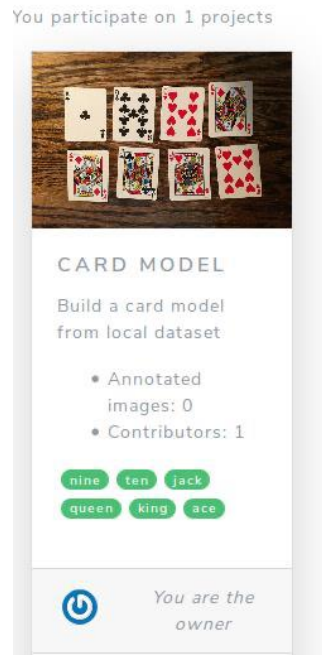 You participate on 1 projects
CARD MODEL
Build a card model
from local dataset
Annotated
images: 0
Contributors: 1
nine ten jack
queen king ace
You are the
owner